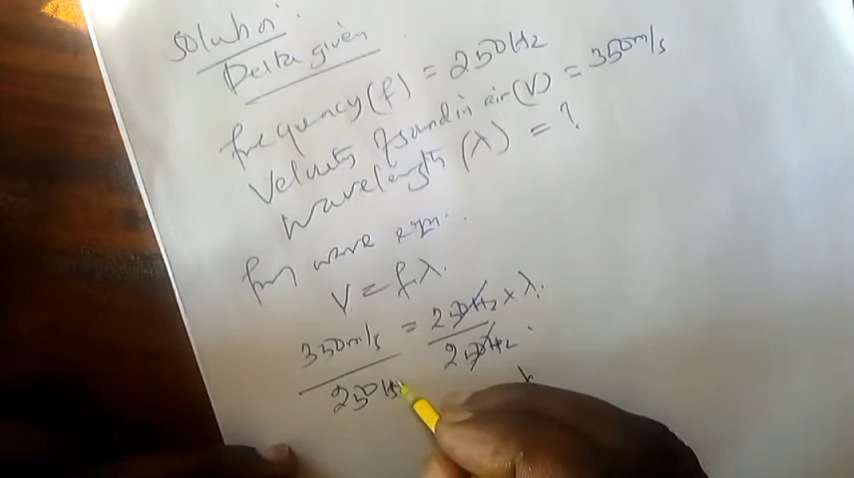 Solution:
Data given
frequency (f) = 250Hz
Velocity of sound in air (V) = 350m/s
Wavelength (λ) = ?
from wave eqn...
V = fλ.
350m/s = 250Hz × λ.
250Hz 250Hz.